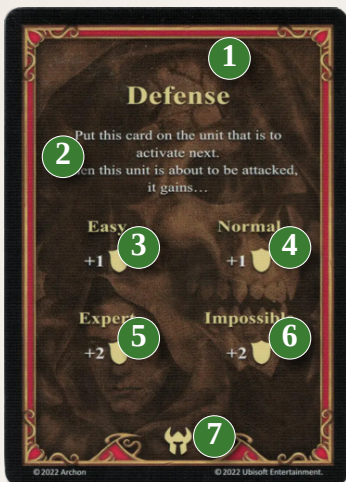 1
Defense
Put this card on the unit that is to
activate next.
2
en this unit is about to be attacked,
it gains…
Easy Normal
+1 3 +1 4
Expert Impossible
+2 5 +2 6
7
©2022 Archon ©2022 Ubisoft Entertainment.